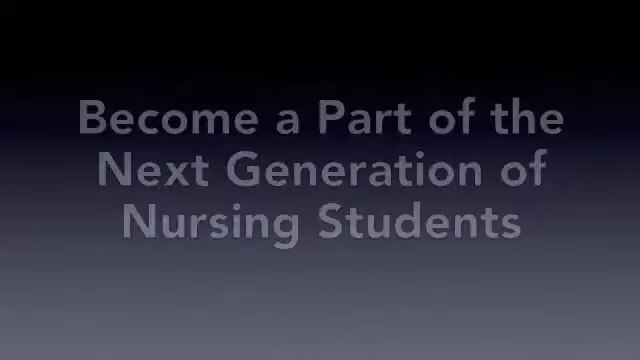 Become a Part of the
Next Generation of
Nursing Students